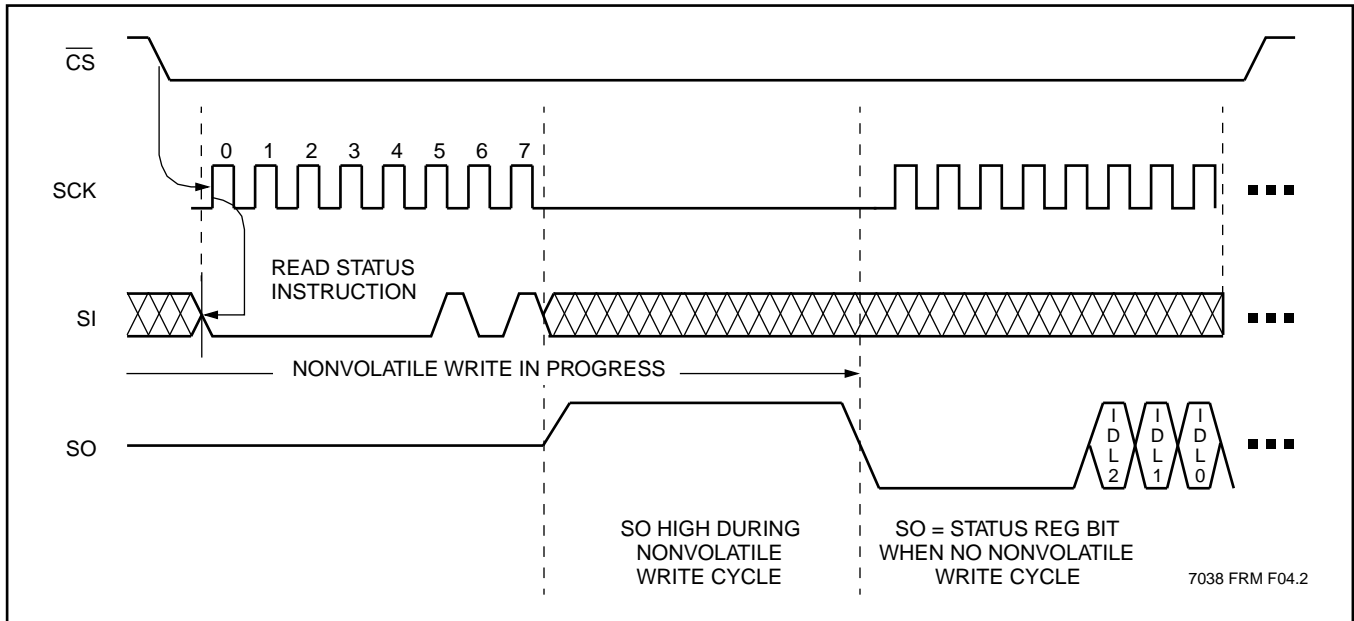 CS
0 1 2 3 4 5 6 7
SCK
READ STATUS
INSTRUCTION
SI
NONVOLATILE WRITE IN PROGRESS
SO
IDL2
IDL1
IDL0
SO HIGH DURING
NONVOLATILE
WRITE CYCLE
SO = STATUS REG BIT
WHEN NO NONVOLATILE
WRITE CYCLE
7038 FRM F04.2